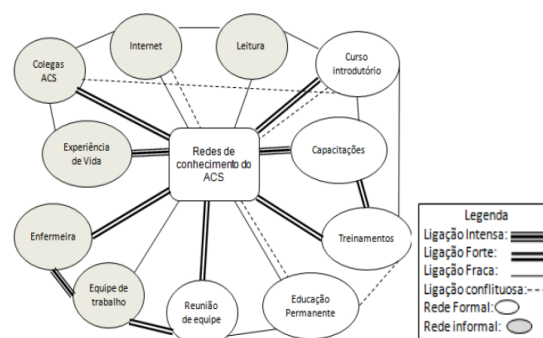 Internet
Leitura
Colegas
ACS
Curso
introdutório
Experiência
de Vida
Redes de
conhecimento do
ACS
Capacitações
Enfermeira
Treinamentos
Equipe de
trabalho
Reunião
de equipe
Educação
Permanente
Legenda
Ligação Intensa:
Ligação Forte:
Ligação Fraca:
Ligação conflituosa:
Rede Formal:
Rede informal: